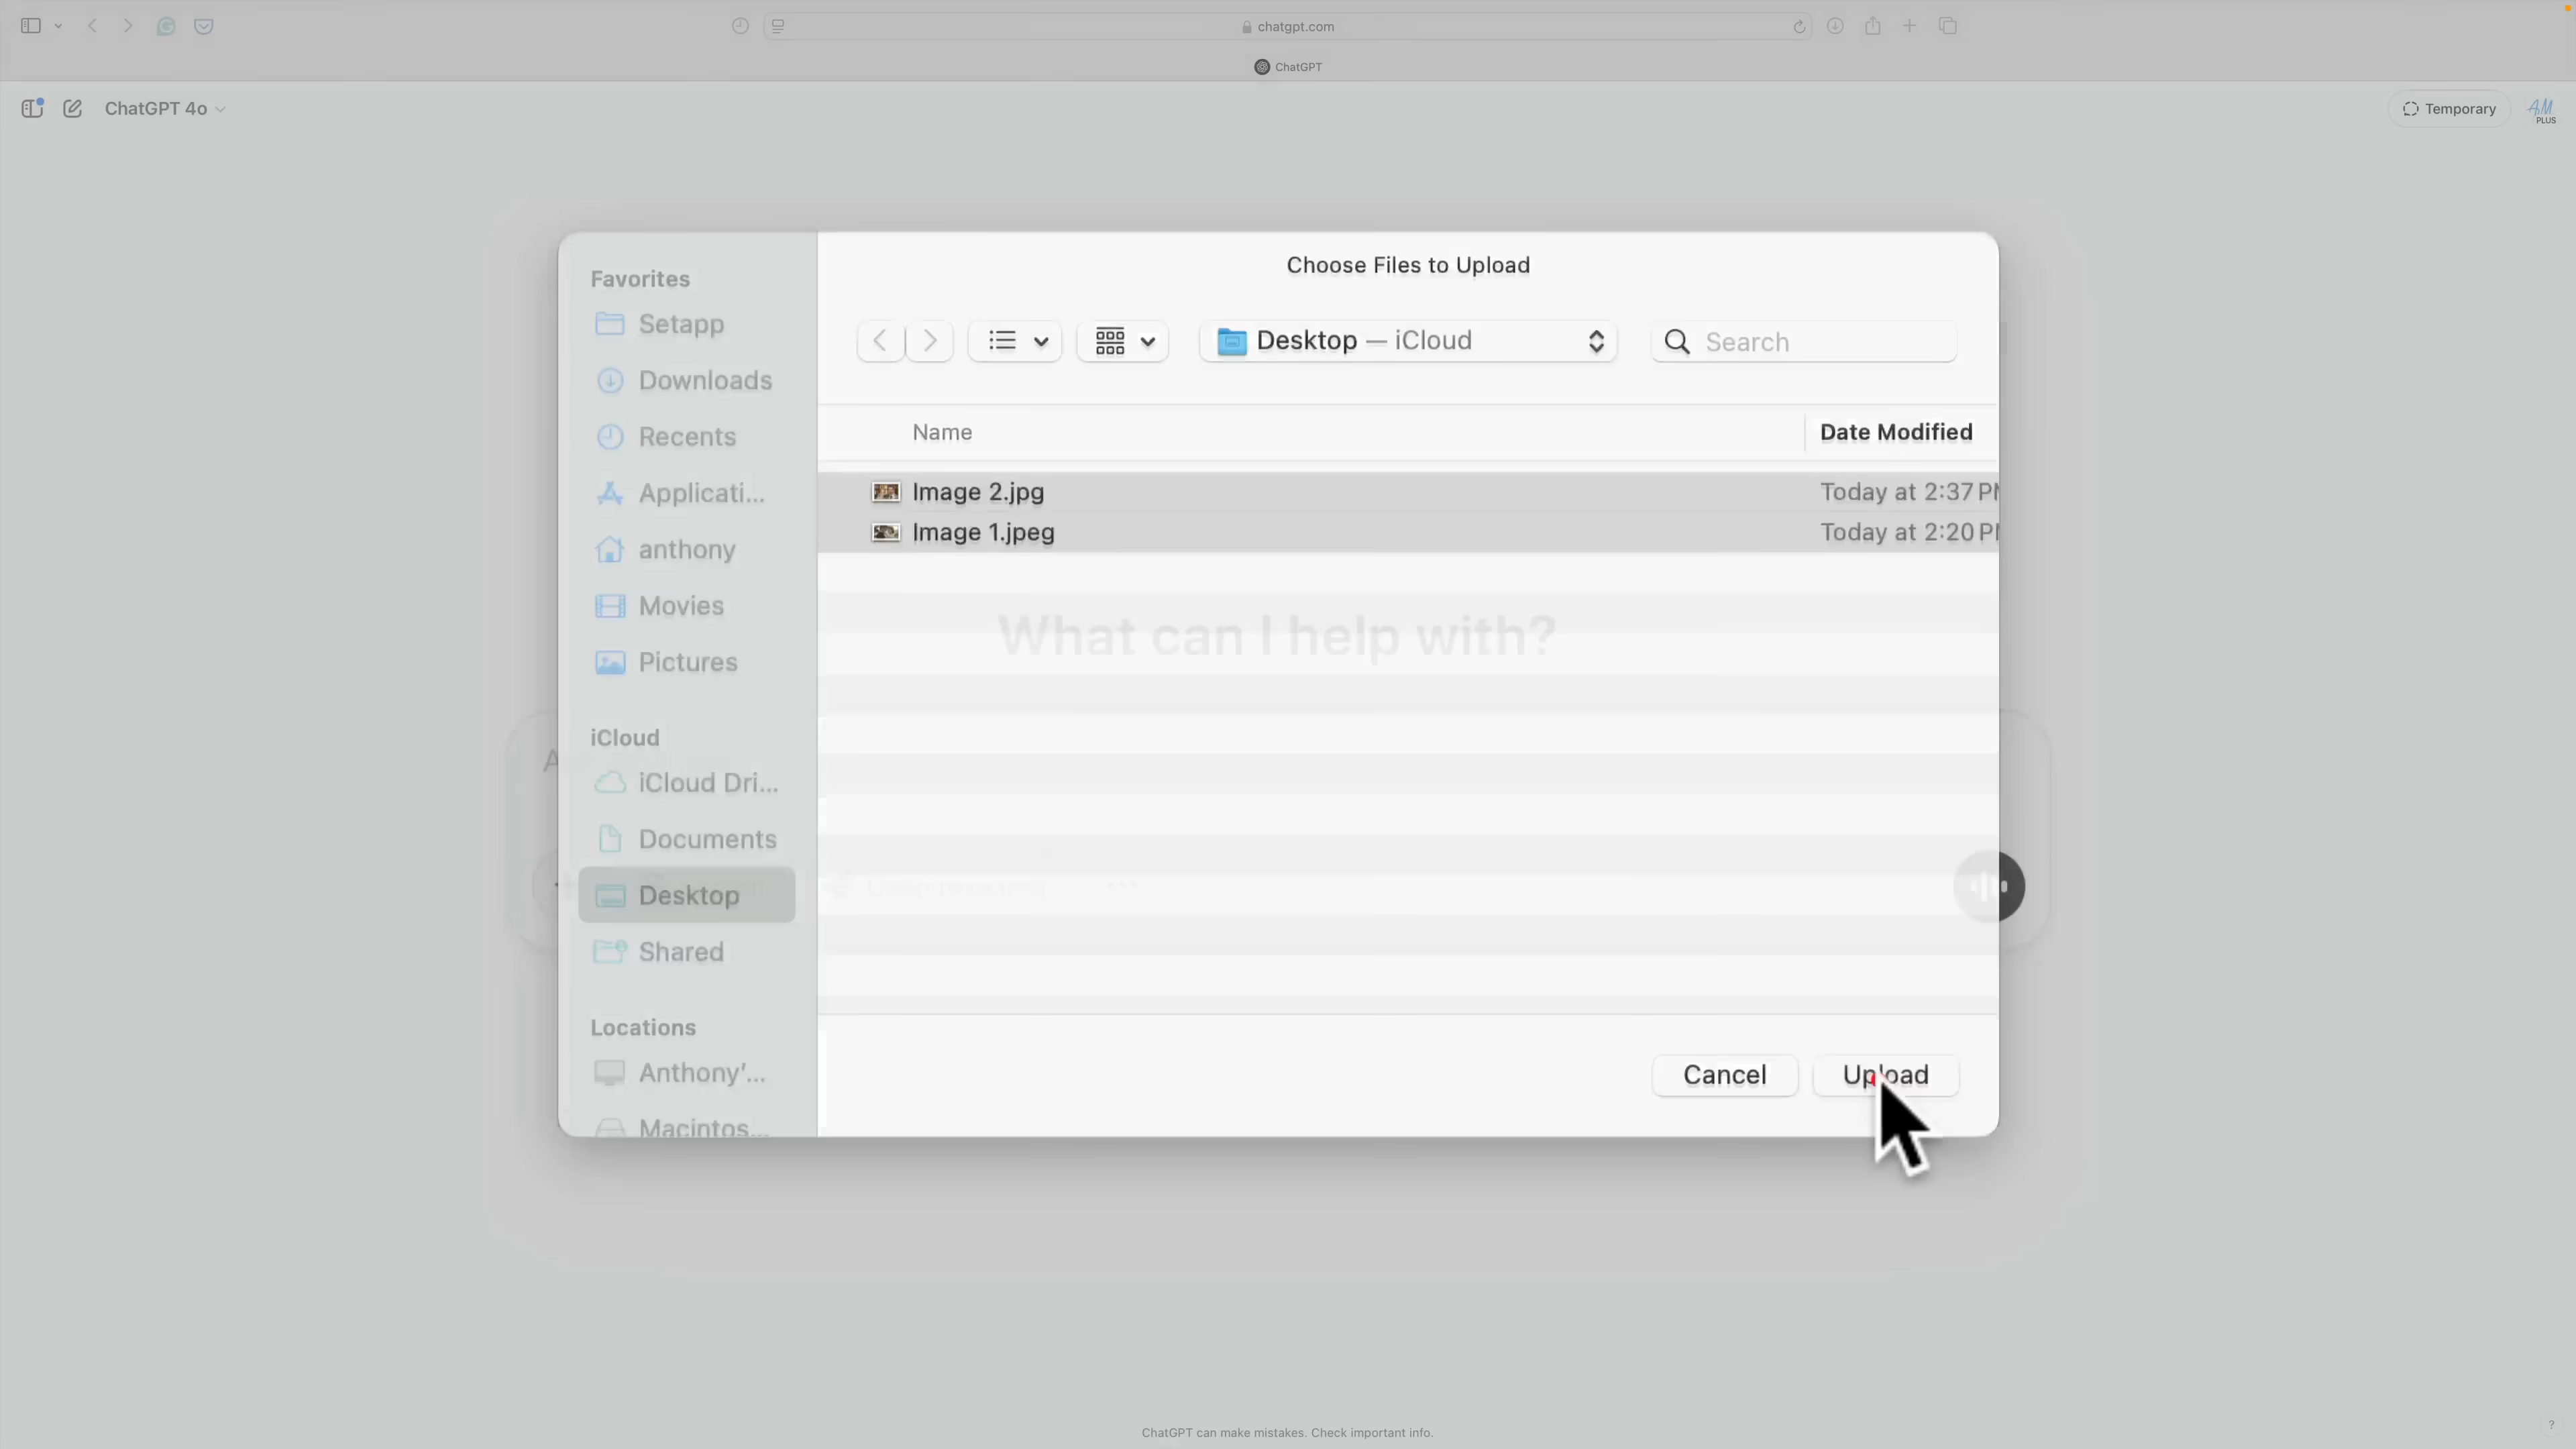 chatgpt.com
ChatGPT
ChatGPT 4o
Temporary
PLUS
Choose Files to Upload
Favorites
Setapp
Downloads
Recents
Applicati...
anthony
Movies
Pictures
iCloud
iCloud Dri...
Documents
Desktop
Shared
Locations
Anthony'...
Macintos...
Desktop — iCloud
Search
Name
Date Modified
Image 2.jpg
Today at 2:37 PM
Image 1.jpeg
Today at 2:20 PM
What can I help with?
Cancel
Upload
ChatGPT can make mistakes. Check important info.
?